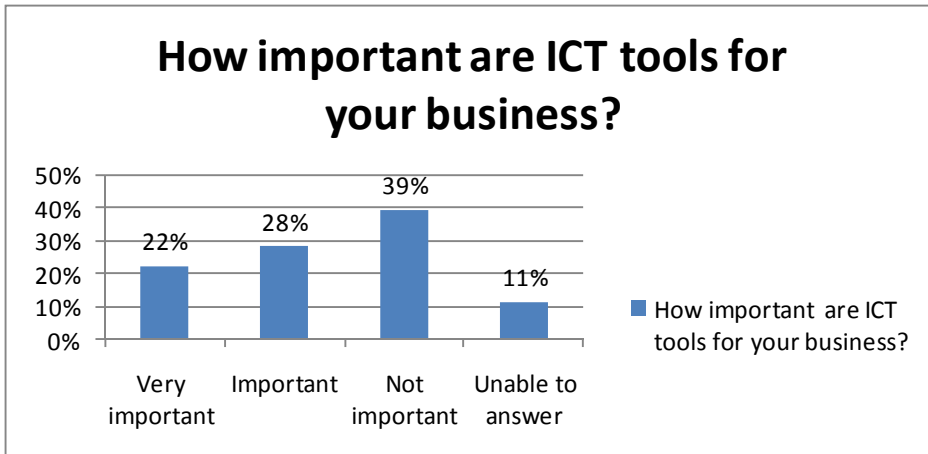 How important are ICT tools for
your business?
50%
40%
30%
20%
10%
0%
22%
28%
39%
11%
Very
important
Important
Not
important
Unable to
answer
How important are ICT
tools for your business?